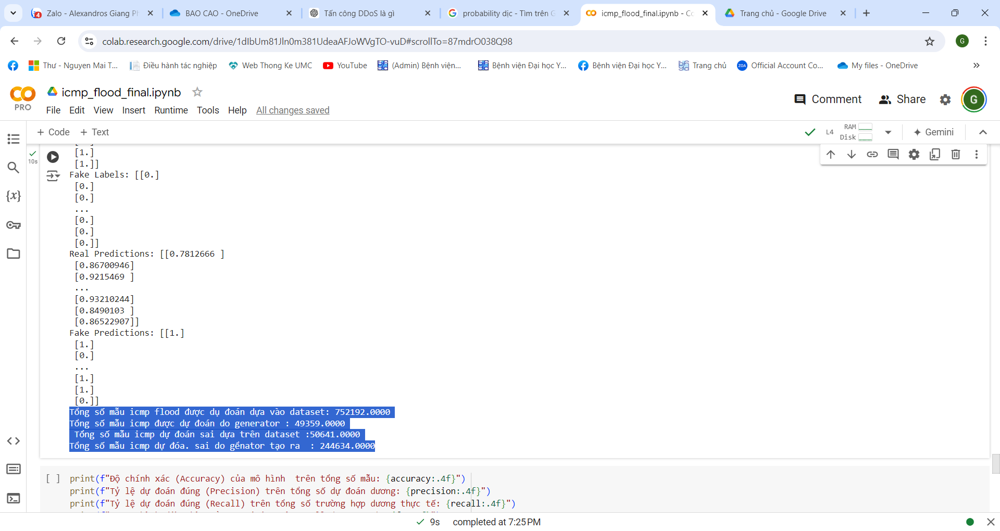 Zalo - Alexandros Giang Ph
BAO CAO - OneDrive
Tấn công DDoS là gì
probability dịc - Tìm trên G
icmp_flood_final.ipynb - Co
Trang chủ - Google Drive
colab.research.google.com/drive/1dIbUm81Jln0m381UdeaAFJoWVgTO-vuD#scrollTo=87mdrO038Q98
G
Thư - Nguyen Mai T...
Điều hành tác nghiệp
Web Thong Ke UMC
YouTube
(Admin) Bệnh viện...
Bệnh viện Đại học Y...
Bệnh viện Đại học Y...
Trang chủ
Official Account Co...
My files - OneDrive
PRO
icmp_flood_final.ipynb
File Edit View Insert Runtime Tools Help All changes saved
Comment
Share
G
+ Code + Text
L4
RAM
Disk
Gemini
10s
[1.]
[1.]]
Fake Labels: [[0.]
[0.]
[0.]
...
[0.]
[0.]
[0.]]
Real Predictions: [[0.7812666 ]
[0.86700946]
[0.9215469 ]
...
[0.93210244]
[0.8490103 ]
[0.86522907]]
Fake Predictions: [[1.]
[1.]
[0.]
...
[1.]
[1.]
[0.]]
Tổng số mẫu icmp flood được dụ đoán dựa vào dataset: 752192.0000
Tổng số mẫu icmp được dự đoán do generator : 49359.0000
Tổng số mẫu icmp dự đoán sai dựa trên dataset :50641.0000
Tổng số mẫu icmp dự đóa. sai do gểnator tạo ra  : 244634.0000
[ ] print(f"Độ chính xác (Accuracy) của mô hình  trên tổng số mẫu: {accuracy:.4f}")
print(f"Tỷ lệ dự đoán đúng (Precision) trên tổng số dự đoán dương: {precision:.4f}")
print(f"Tỷ lệ dự đoán đúng (Recall) trên tổng số trường hợp dương thực tế: {recall:.4f}")
9s completed at 7:25 PM